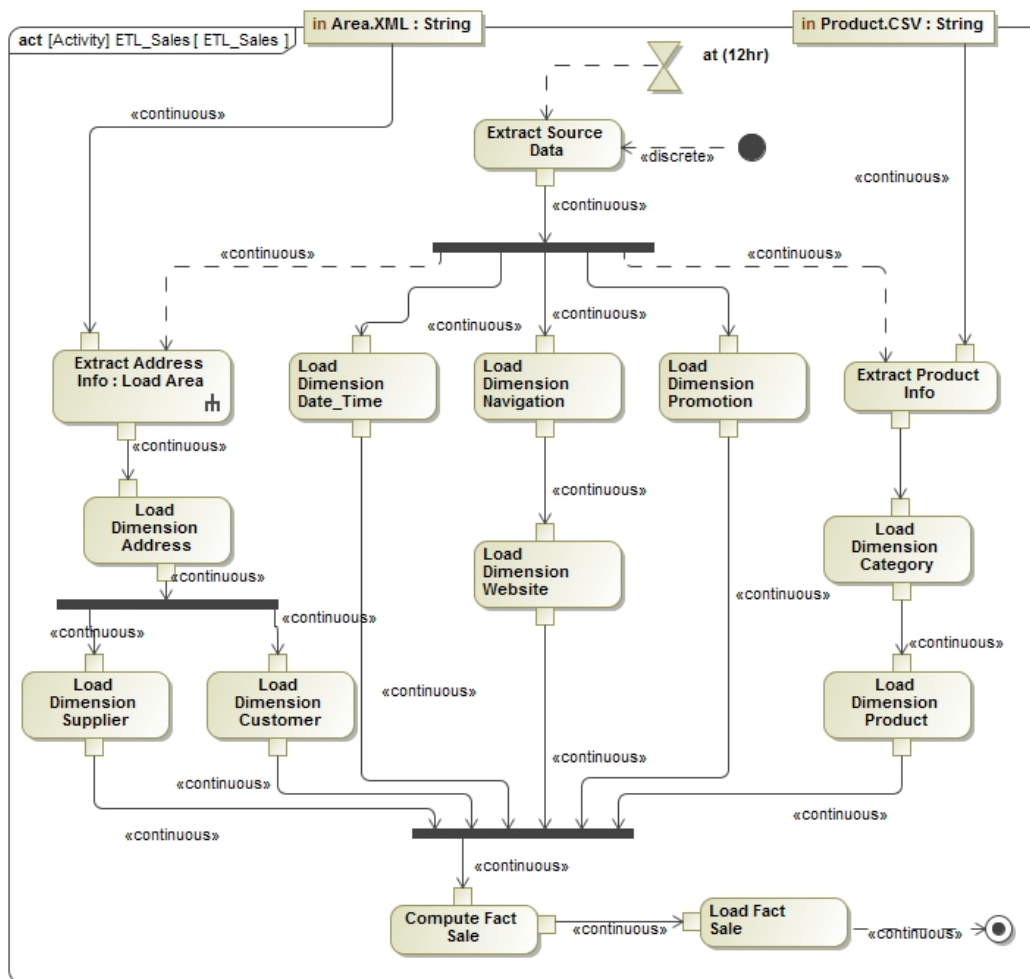 in Area.XML : String
in Product.CSV : String
act [Activity] ETL_Sales [ ETL_Sales ]
at (12hr)
«continuous»
Extract Source
Data
«discrete»
«continuous»
«continuous»
«continuous»
«continuous»
«continuous»
«continuous»
Extract Address
Info : Load Area
Load
Dimension
Date_Time
Load
Dimension
Navigation
Load
Dimension
Promotion
Extract Product
Info
«continuous»
«continuous»
«continuous»
Load
Dimension
Address
Load
Dimension
Website
Load
Dimension
Category
«continuous»
«continuous»
«continuous»
«continuous»
Load
Dimension
Supplier
Load
Dimension
Customer
«continuous»
Load
Dimension
Product
«continuous»
«continuous»
«continuous»
«continuous»
«continuous»
Compute Fact
Sale
Load Fact
Sale
«continuous»
«continuous»